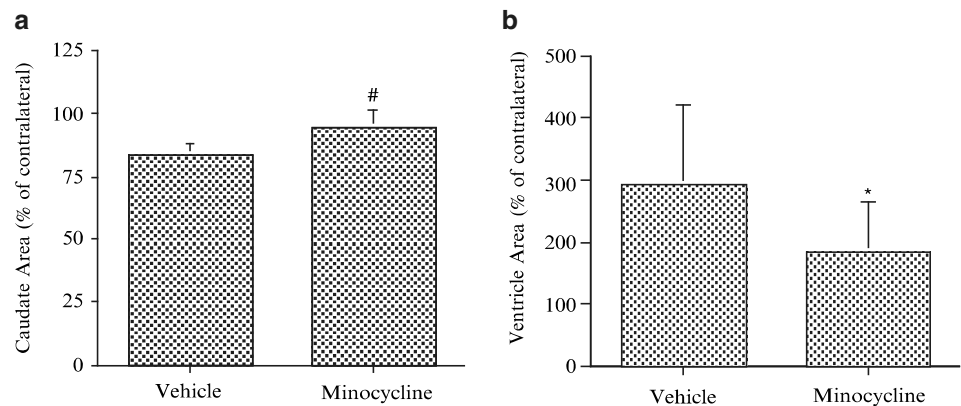 a
Caudate Area (% of contralateral)
125
100
75
50
25
0
#
Vehicle
Minocycline
b
Ventricle Area (% of contralateral)
500
400
300
200
100
0
*
Vehicle
Minocycline